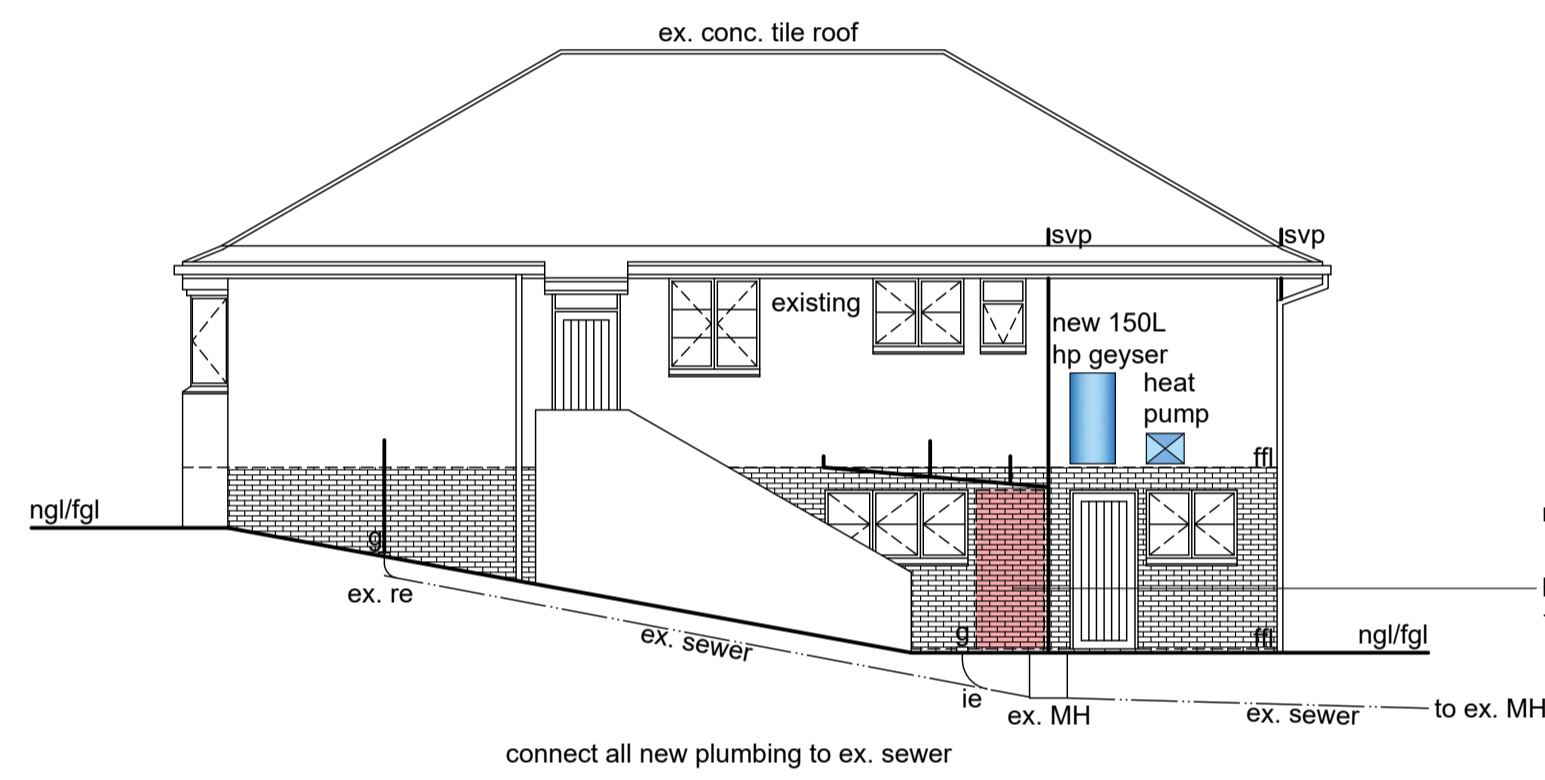 ex. conc. tile roof
svp
svp
existing
new 150L
hp geyser
heat
pump
ffl
ngl/fgl
g
ex. re
ex. sewer
g
ffl
ngl/fgl
ie
ex. MH
ex. sewer
to ex. MH
connect all new plumbing to ex. sewer